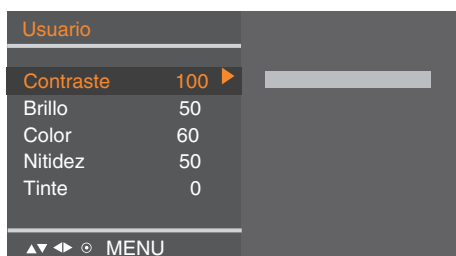 Usuario
Contraste 100
Brillo 50
Color 60
Nitidez 50
Tinte 0
MENU